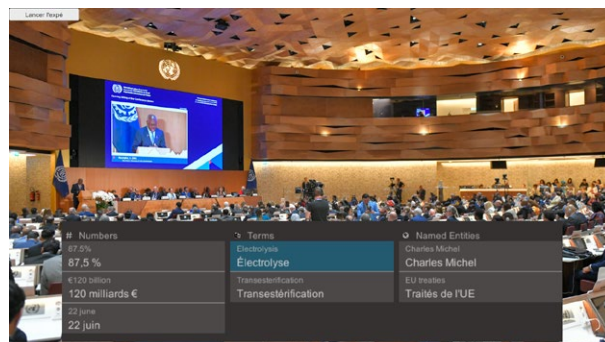 Lancer l'expé
# Numbers
87.5%
87,5 %
€120 billion
120 milliards €
22 june
22 juin
Terms
Electrolysis
Électrolyse
Transesterification
Transestérification
Named Entities
Charles Michel
Charles Michel
EU treaties
Traités de l'UE